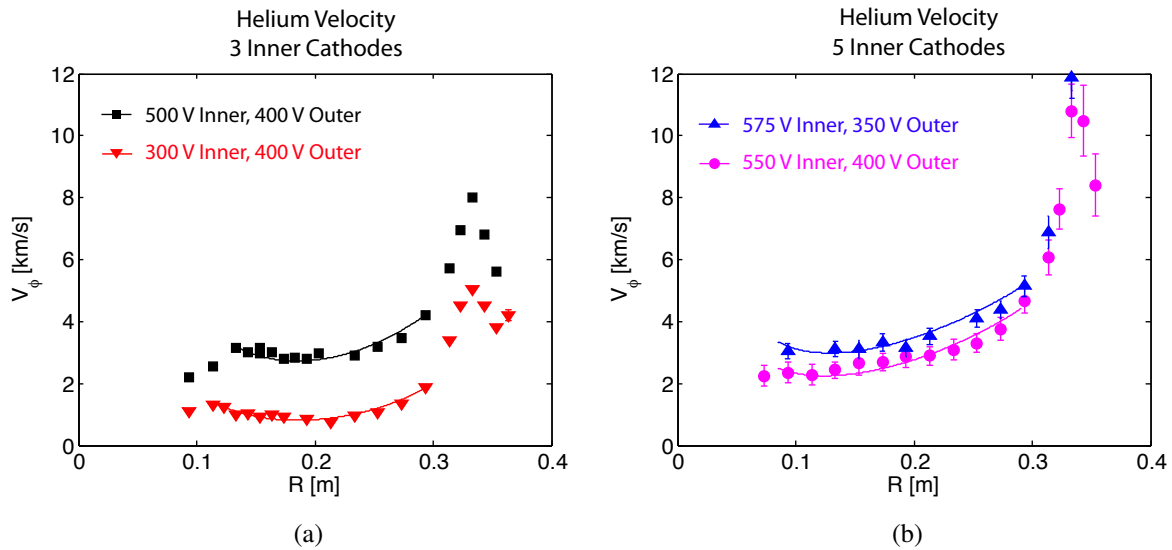 Helium Velocity
3 Inner Cathodes
12
10
8
6
4
2
0
V_ϕ [km/s]
500 V Inner, 400 V Outer
300 V Inner, 400 V Outer
0
0.1
0.2
0.3
0.4
R [m]
(a)
Helium Velocity
5 Inner Cathodes
12
10
8
6
4
2
0
V_ϕ [km/s]
575 V Inner, 350 V Outer
550 V Inner, 400 V Outer
0
0.1
0.2
0.3
0.4
R [m]
(b)